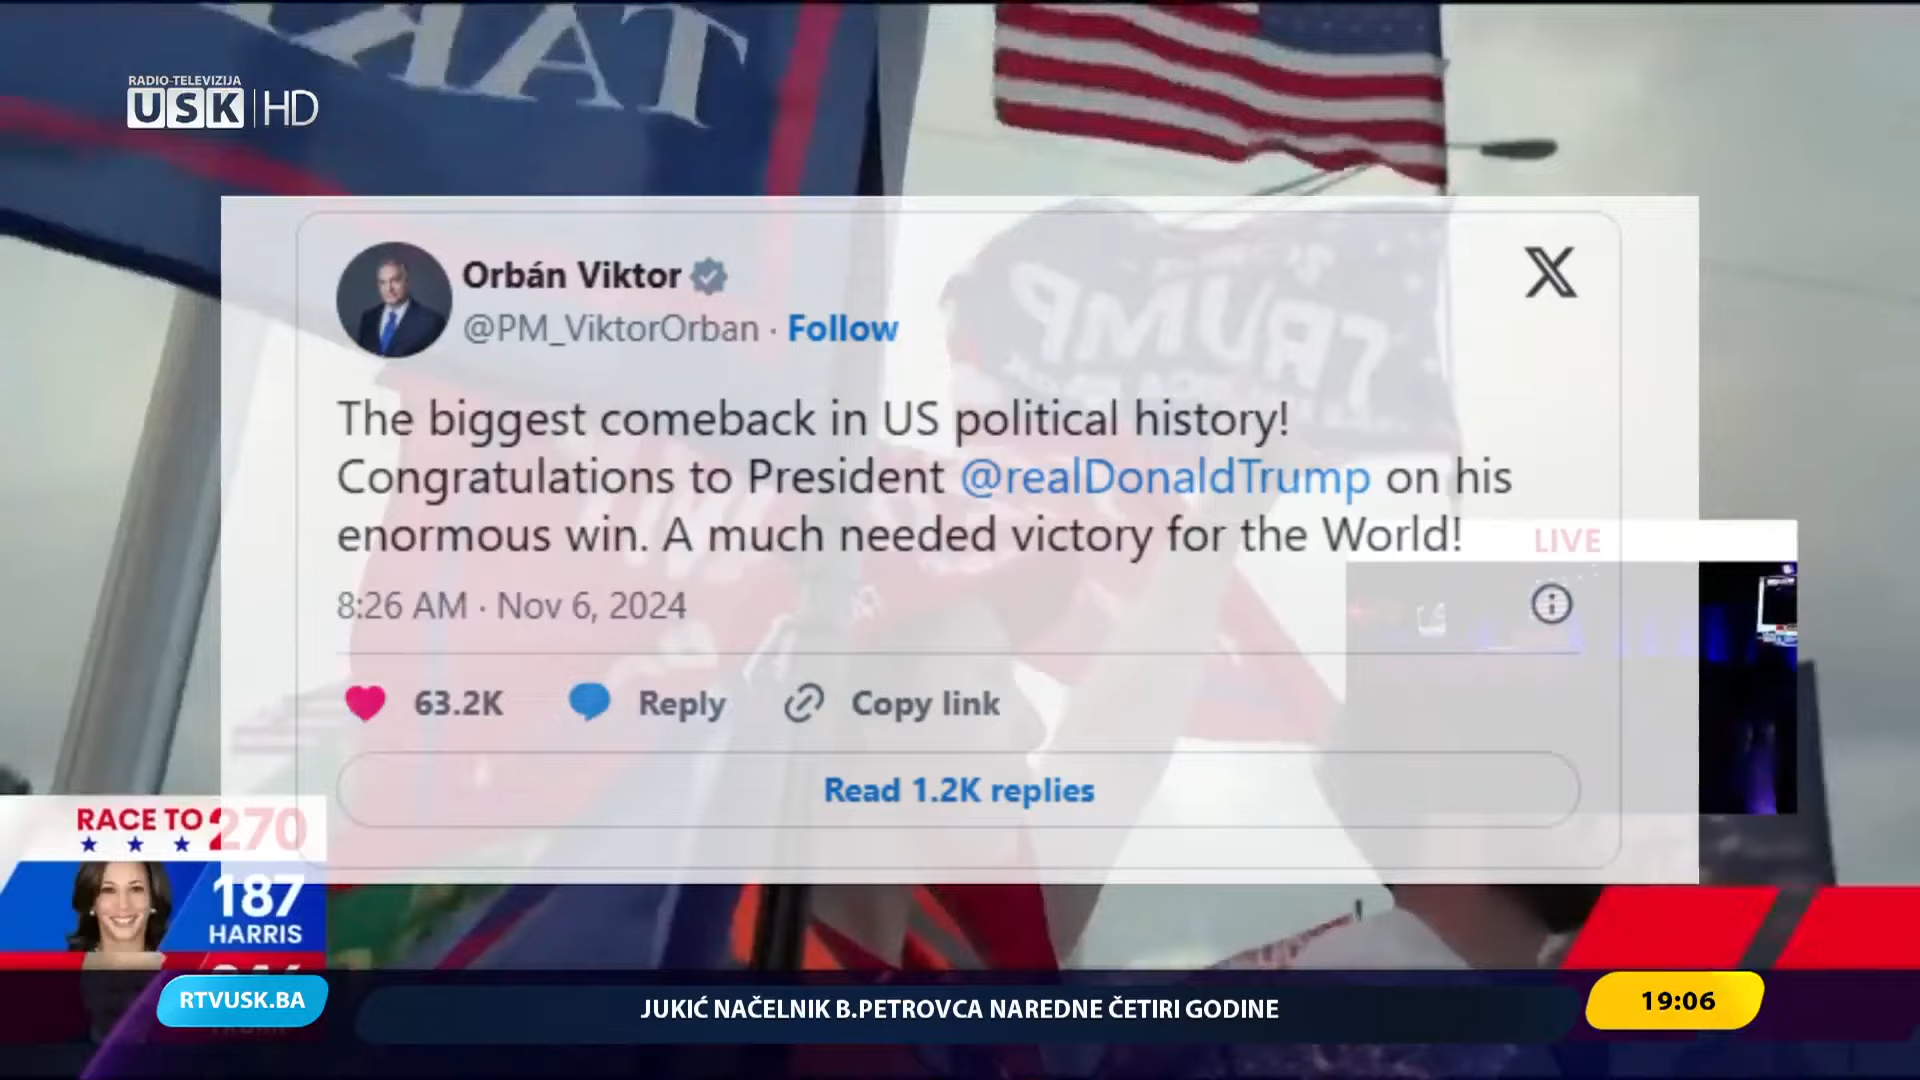 TAK
RADIO-TELEVIZIJA
USK HD
Orbán Viktor
@PM_ViktorOrban · Follow
TRUMP
The biggest comeback in US political history!
Congratulations to President @realDonaldTrump on his
enormous win. A much needed victory for the World!
LIVE
8:26 AM · Nov 6, 2024
63.2K Reply Copy link
Read 1.2K replies
RACE TO 270
187
HARRIS
RTVUSK.BA
JUKIĆ NAČELNIK B.PETROVCA NAREDNE ČETIRI GODINE
19:06